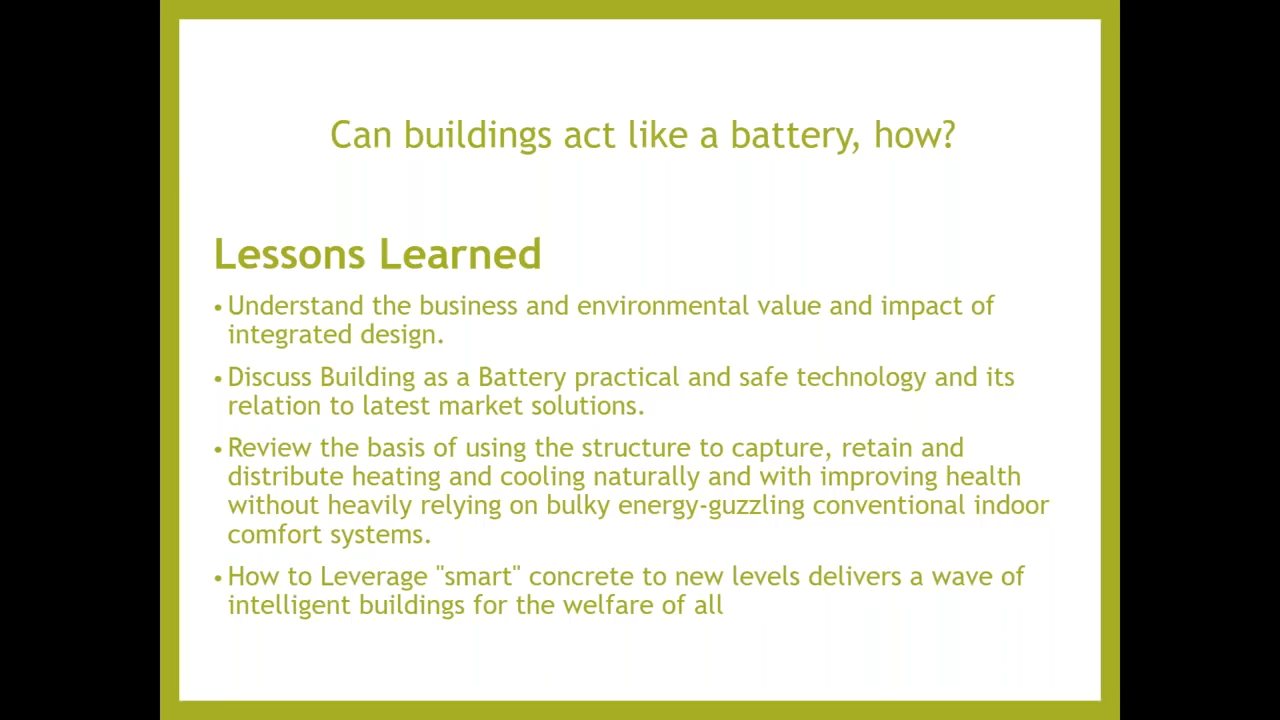 Can buildings act like a battery, how?
Lessons Learned
• Understand the business and environmental value and impact of
integrated design.
• Discuss Building as a Battery practical and safe technology and its
relation to latest market solutions.
• Review the basis of using the structure to capture, retain and
distribute heating and cooling naturally and with improving health
without heavily relying on bulky energy-guzzling conventional indoor
comfort systems.
• How to Leverage "smart" concrete to new levels delivers a wave of
intelligent buildings for the welfare of all